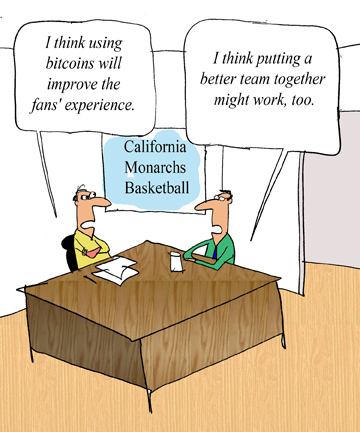 I think using
bitcoins will
improve the
fans' experience.
I think putting a
better team together
might work, too.
California
Monarchs
Basketball